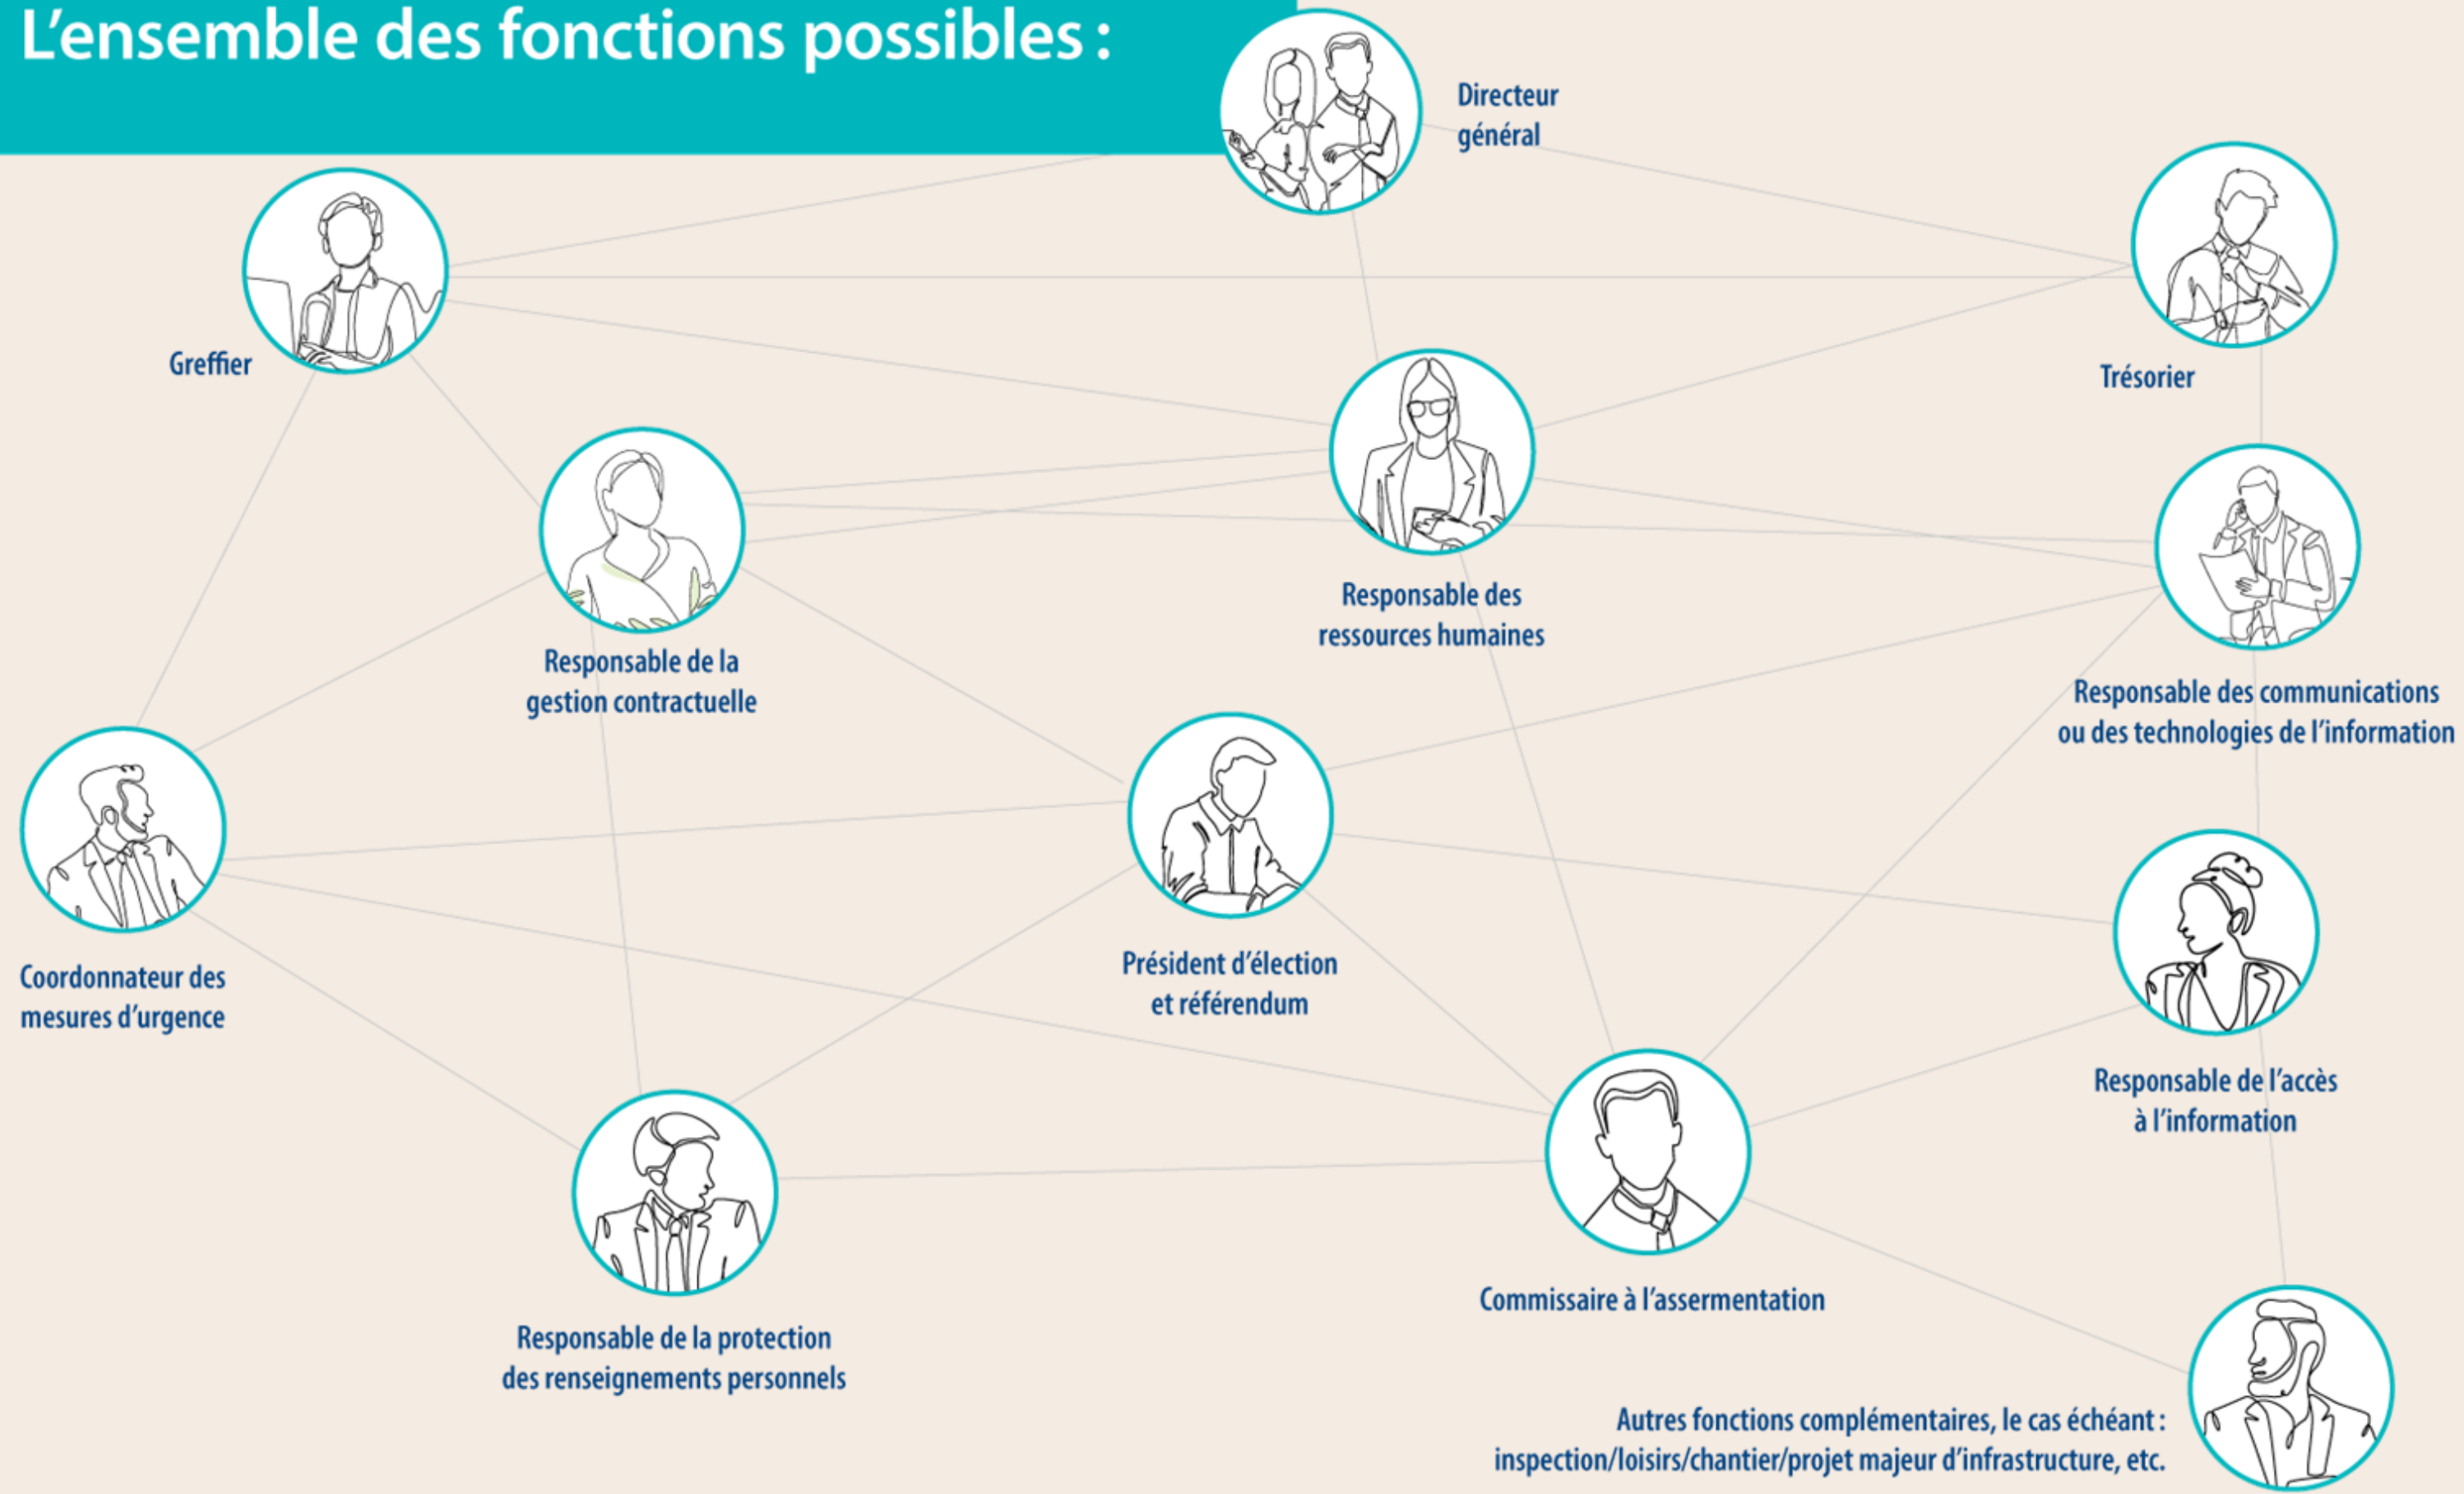 L'ensemble des fonctions possibles :
Directeur
général
Greffier
Trésorier
Responsable des
ressources humaines
Responsable de la
gestion contractuelle
Responsable des communications
ou des technologies de l'information
Coordonnateur des
mesures d'urgence
Président d'élection
et référendum
Responsable de l'accès
à l'information
Commissaire à l'assermentation
Responsable de la protection
des renseignements personnels
Autres fonctions complémentaires, le cas échéant :
inspection/loisirs/chantier/projet majeur d'infrastructure, etc.